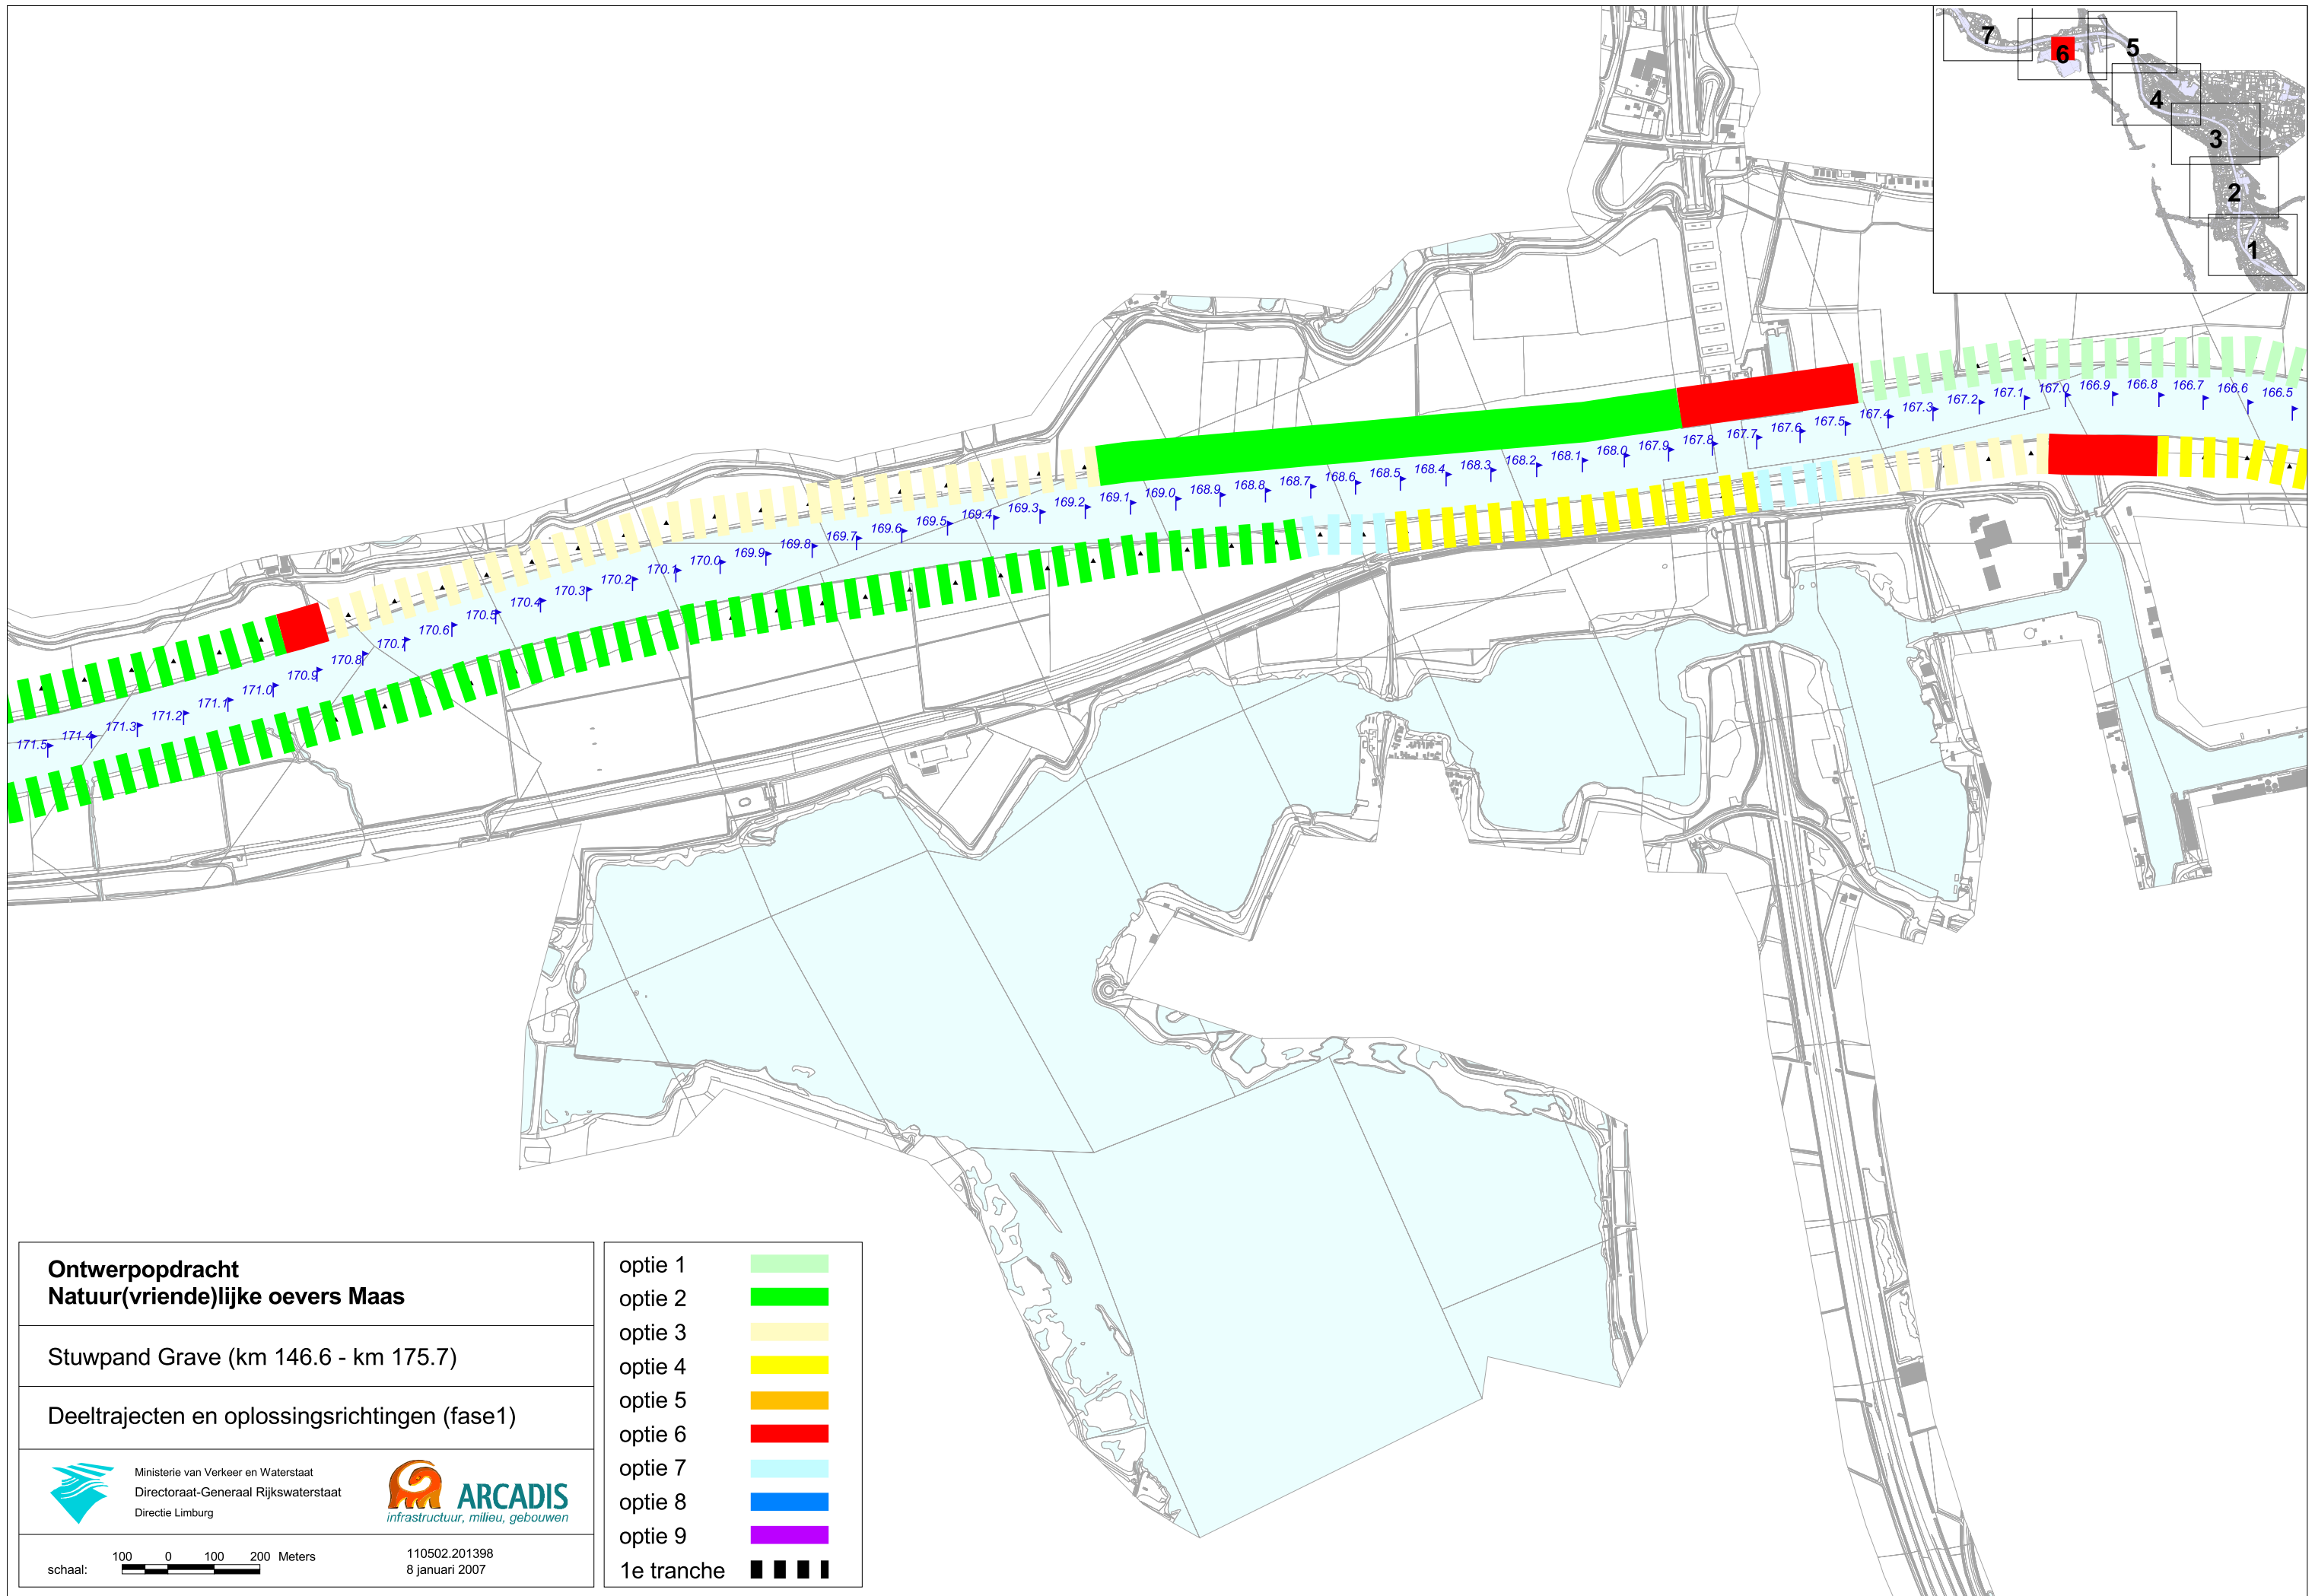 7
6
5
4
3
2
1
166.5
166.6
166.7
166.8
166.9
167.0
167.1
167.2
167.3
167.4
167.5
167.6
167.7
167.8
167.9
168.0
168.1
168.2
168.3
168.4
168.5
168.6
168.7
168.8
168.9
169.0
169.1
169.2
169.3
169.4
169.5
169.6
169.7
169.8
169.9
170.0
170.1
170.2
170.3
170.4
170.5
170.6
170.7
170.8
170.9
171.0
171.1
171.2
171.3
171.4
171.5
Ontwerpopdracht
Natuur(vriende)lijke oevers Maas
Stuwpand Grave (km 146.6 - km 175.7)
Deeltrajecten en oplossingsrichtingen (fase1)
Ministerie van Verkeer en Waterstaat
Directoraat-Generaal Rijkswaterstaat
Directie Limburg
ARCADIS
infrastructuur, milieu, gebouwen
schaal:
100 0 100 200 Meters
110502.201398
8 januari 2007
optie 1
optie 2
optie 3
optie 4
optie 5
optie 6
optie 7
optie 8
optie 9
1e tranche